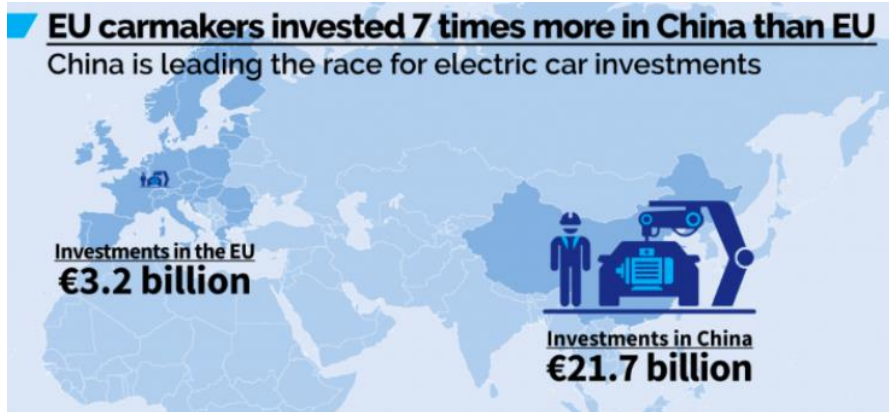 EU carmakers invested 7 times more in China than EU
China is leading the race for electric car investments
Investments in the EU
€3.2 billion
Investments in China
€21.7 billion